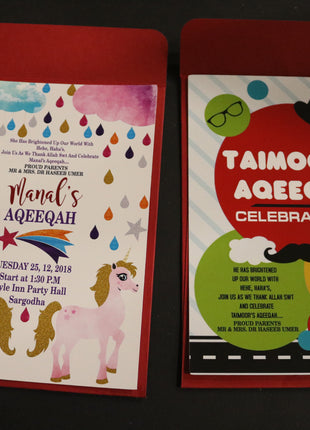 She Has Brightened Up Our World With
Hehe, Haha's,
Join Us As We Thank Allah Swt And Celebrate
Manal's Aqeeqah....
PROUD PARENTS
MR & MRS. DR HASEEB UMER
Manal's
AQEEQAH
UESDAY 25, 12, 2018
Start at 1:30 P.M
yle Inn Party Hall
Sargodha
TAIMOOR
AQEEQ
CELEBRA
HE HAS BRIGHTENED
UP OUR WORLD WITH
HEHE, HAHA'S,
JOIN US AS WE THANK ALLAH SWT
AND CELEBRATE
TAIMOOR'S AQEEQAH....
PROUD PARENTS
MR & MRS. DR HASEEB UMER